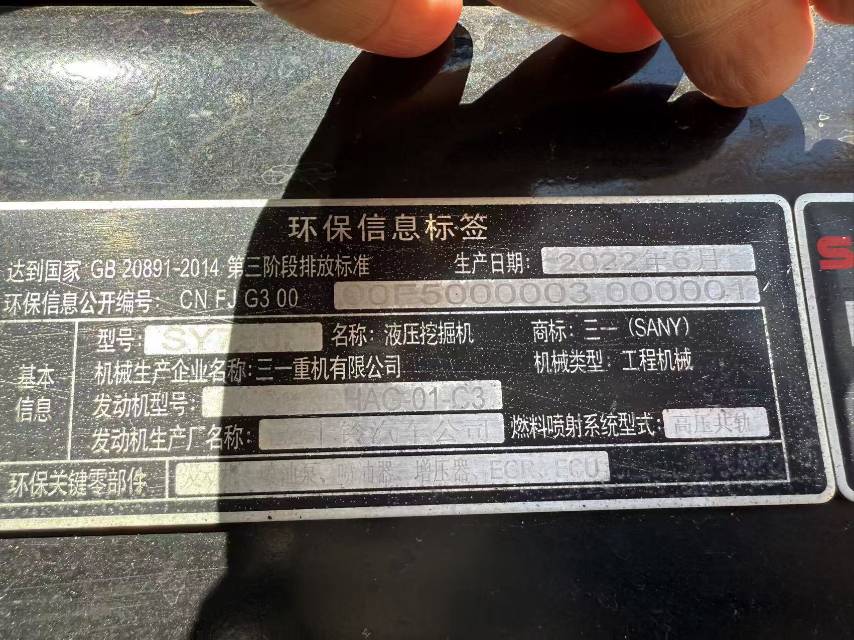 环保信息标签
达到国家 GB 20891-2014 第三阶段排放标准 生产日期: 2022年6月
环保信息公开编号: CN FJ G3 00 00F5000003 000001
型号: 名称: 液压挖掘机 商标: 三一 (SANY)
基本信息
机械生产企业名称: 三一重机有限公司 机械类型: 工程机械
发动机型号: HAC-01-C3
发动机生产厂名称: 公司 燃料喷射系统型式: 高压共轨
环保关键零部件 油泵、喷油器、增压器、ECR、ECU
S